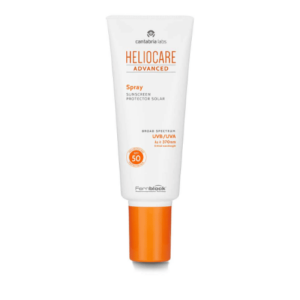 cantabria labs
HELIOCARE
ADVANCED
Spray
SUNSCREEN
PROTECTOR SOLAR
BROAD SPECTRUM
UVB/UVA
SPF
50
Fernblock